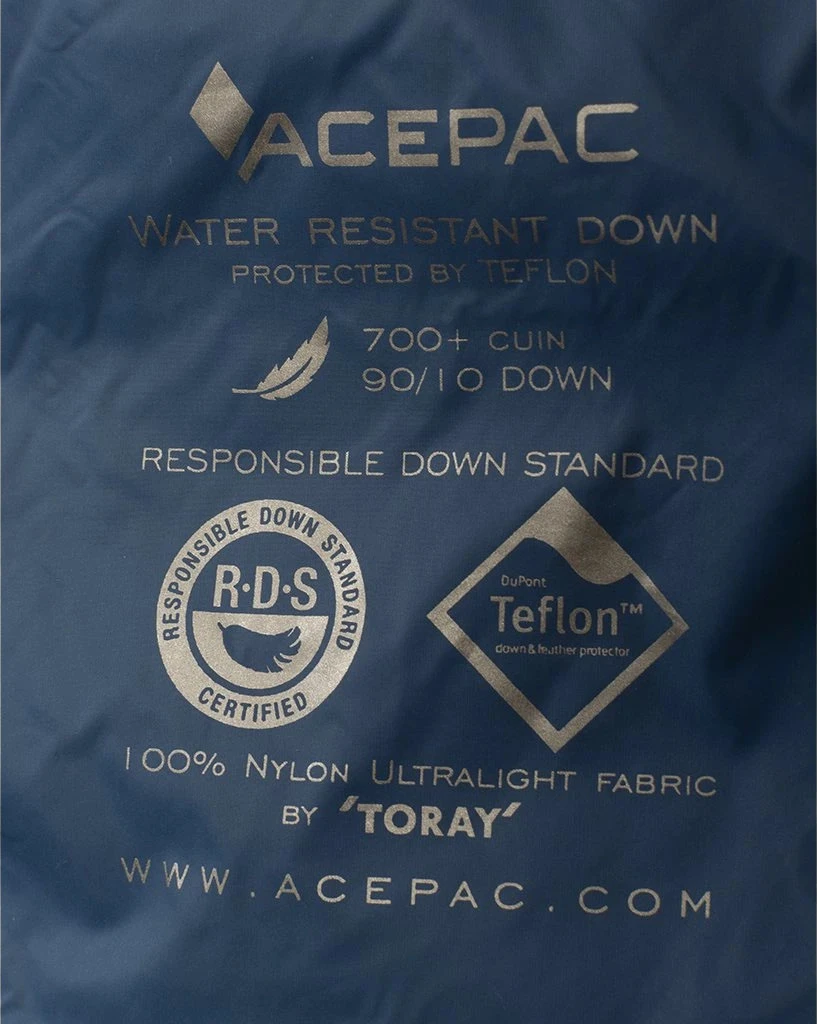 ACEPAC
WATER RESISTANT DOWN
PROTECTED BY TEFLON
700+ CUIN
90/10 DOWN
RESPONSIBLE DOWN STANDARD
RESPONSIBLE DOWN STANDARD
R·D·S
CERTIFIED
DuPont
Teflon™
down & feather protector
100% NYLON ULTRALIGHT FABRIC
BY 'TORAY'
WWW.ACEPAC.COM